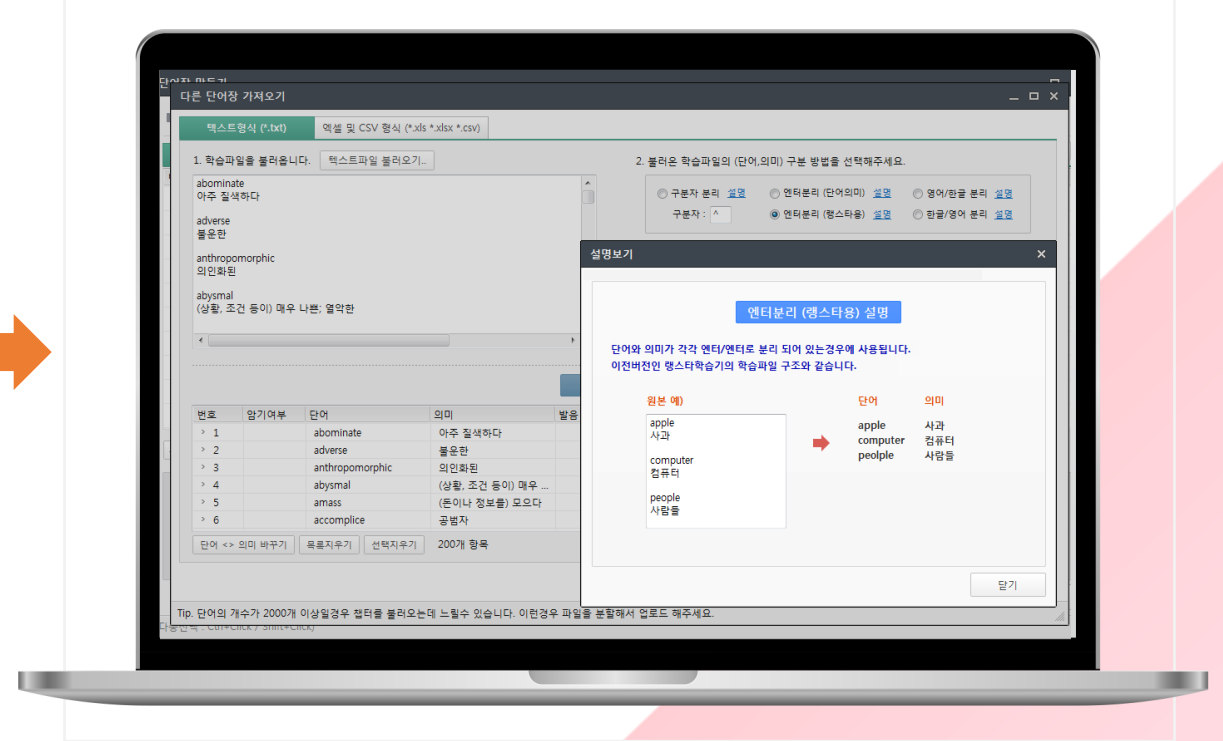 단어장 만들기
다른 단어장 가져오기
텍스트형식 (*.txt)
엑셀 및 CSV 형식 (*.xls *.xlsx *.csv)
1. 학습파일을 불러옵니다.
텍스트파일 불러오기..
abominate
아주 질색하다
adverse
불운한
anthropomorphic
의인화된
abysmal
(상황, 조건 등이) 매우 나쁜; 열악한
2. 불러온 학습파일의 (단어,의미) 구분 방법을 선택해주세요.
구분자 분리 설명
엔터분리 (단어의미) 설명
영어/한글 분리 설명
구분자 : ^
엔터분리 (랭스타용) 설명
한글/영어 분리 설명
번호 암기여부 단어 의미 발음
1 abominate 아주 질색하다
2 adverse 불운한
3 anthropomorphic 의인화된
4 abysmal (상황, 조건 등이) 매우 ...
5 amass (돈이나 정보를) 모으다
6 accomplice 공범자
단어 <> 의미 바꾸기
목록지우기
선택지우기
200개 항목
설명보기
엔터분리 (랭스타용) 설명
단어와 의미가 각각 엔터/엔터로 분리 되어 있는경우에 사용됩니다.
이전버전인 랭스타학습기의 학습파일 구조와 같습니다.
원본 예)
apple
사과
computer
컴퓨터
people
사람들
단어 의미
apple 사과
computer 컴퓨터
peolple 사람들
닫기
Tip. 단어의 개수가 2000개 이상일경우 챕터를 불러오는데 느릴수 있습니다. 이런경우 파일을 분할해서 업로드 해주세요.
다중선택 : Ctrl+Click / Shift+Click)